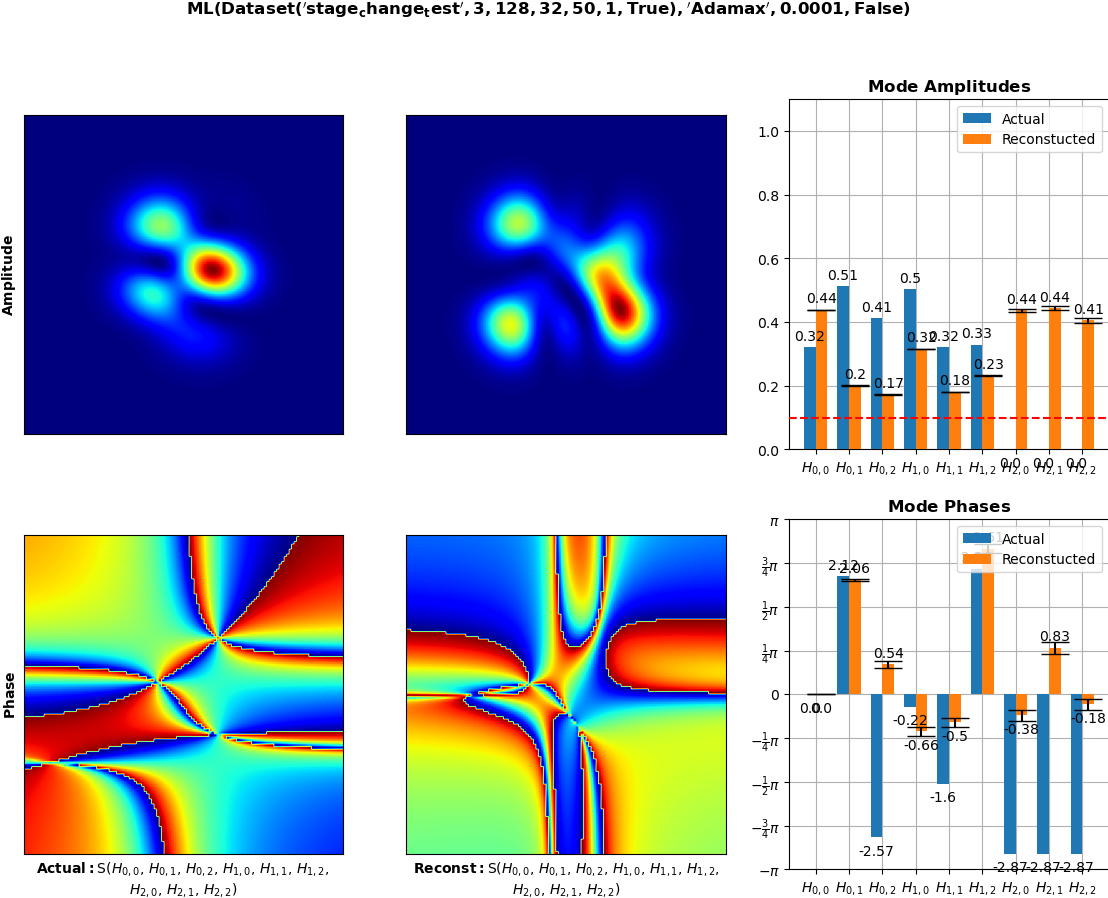 ML(Dataset('stage_change_test', 3, 128, 32, 50, 1, True), 'Adamax', 0.0001, False)
Amplitude
Mode Amplitudes
Actual
Reconstucted
1.0
0.8
0.6
0.4
0.2
0.0
0.32
0.44
0.51
0.2
0.41
0.17
0.5
0.32
0.32
0.18
0.33
0.23
0.0
0.44
0.0
0.44
0.0
0.41
H0,0 H0,1 H0,2 H1,0 H1,1 H1,2 H2,0 H2,1 H2,2
Phase
Actual:S(H0,0, H0,1, H0,2, H1,0, H1,1, H1,2,
H2,0, H2,1, H2,2)
Reconst:S(H0,0, H0,1, H0,2, H1,0, H1,1, H1,2,
H2,0, H2,1, H2,2)
Mode Phases
Actual
Reconstucted
π
3/4π
1/2π
1/4π
0
−1/4π
−1/2π
−3/4π
−π
0.0
0.0
2.12
2.06
-2.57
0.54
-0.22
-0.66
-1.6
-0.5
-2.87
-0.38
-2.87
0.83
-2.87
-0.18
H0,0 H0,1 H0,2 H1,0 H1,1 H1,2 H2,0 H2,1 H2,2